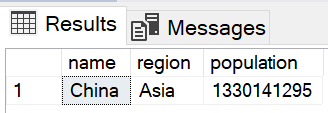 Results Messages
name region population
1 China Asia 1330141295